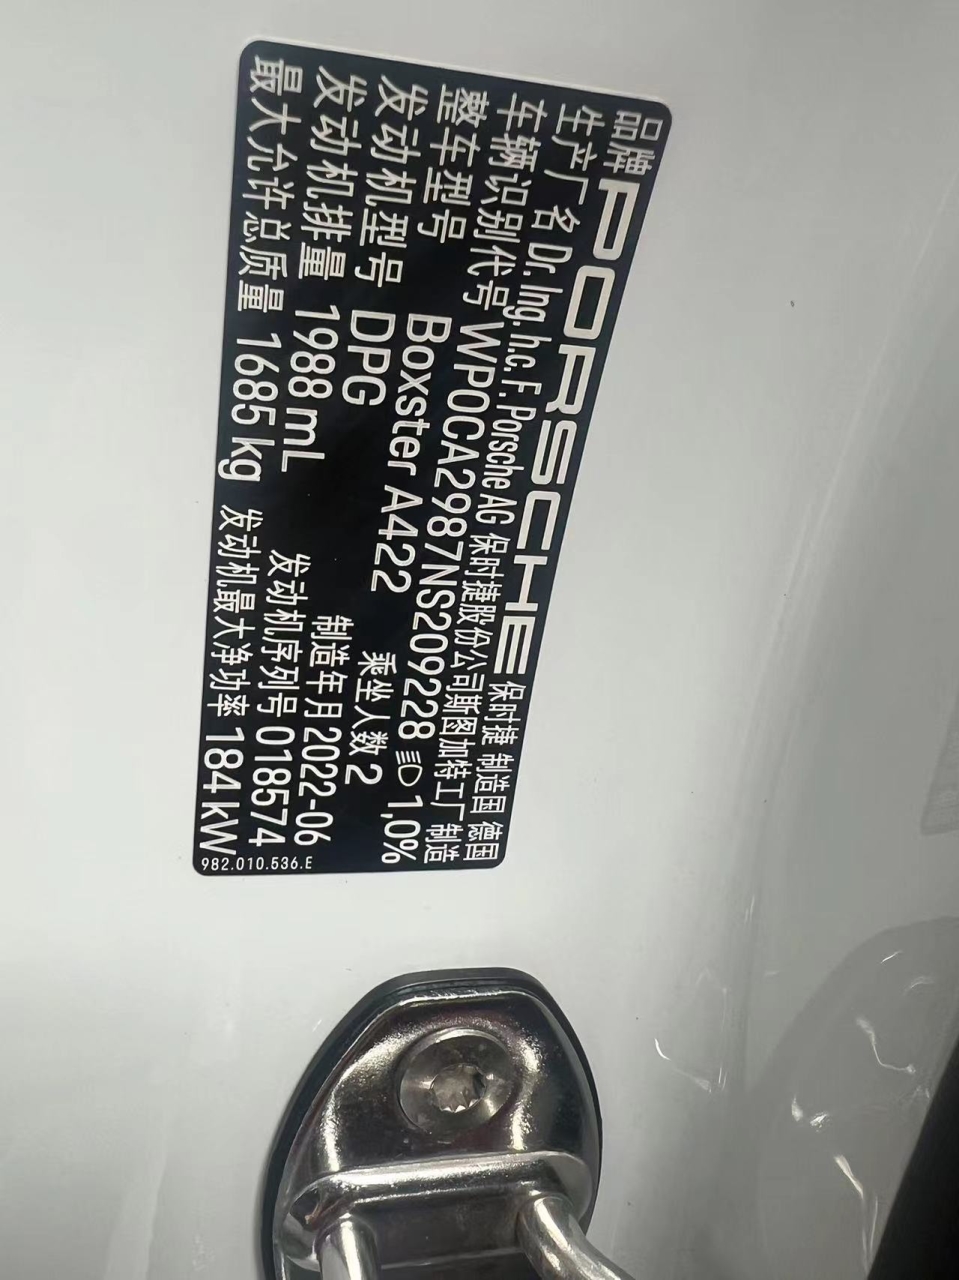 品牌 PORSCHE 保时捷 制造国 德国
生产厂名 Dr. Ing. h.c. F. Porsche AG 保时捷股份公司斯图加特工厂 制造
车辆识别代号 WP0CA2987NS209228 1,0%
整车型号 Boxster A422 乘坐人数 2
发动机型号 DPG 制造年月 2022-06
发动机排量 1988 mL 发动机序列号 018574
最大允许总质量 1685 kg 发动机最大净功率 184 kW
982.010.536.E